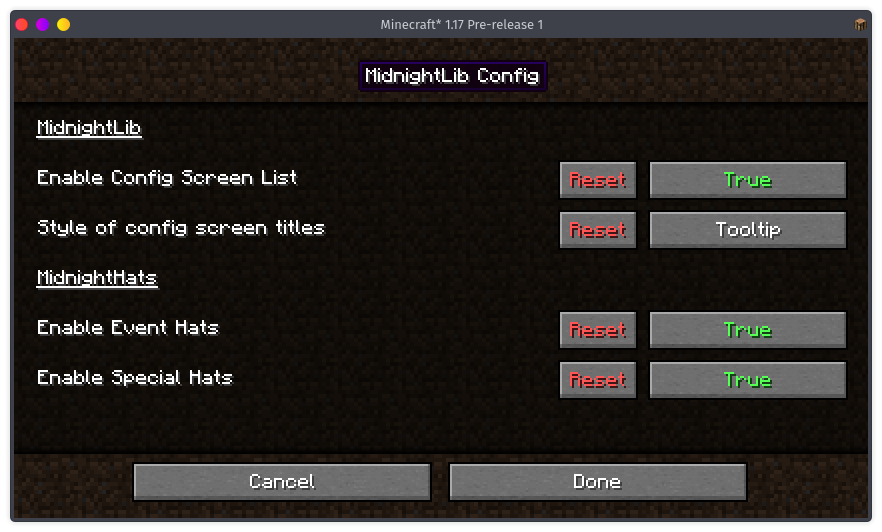 Minecraft* 1.17 Pre-release 1
MidnightLib Config
MidnightLib
Enable Config Screen List Reset True
Style of config screen titles Reset Tooltip
MidnightHats
Enable Event Hats Reset True
Enable Special Hats Reset True
Cancel Done